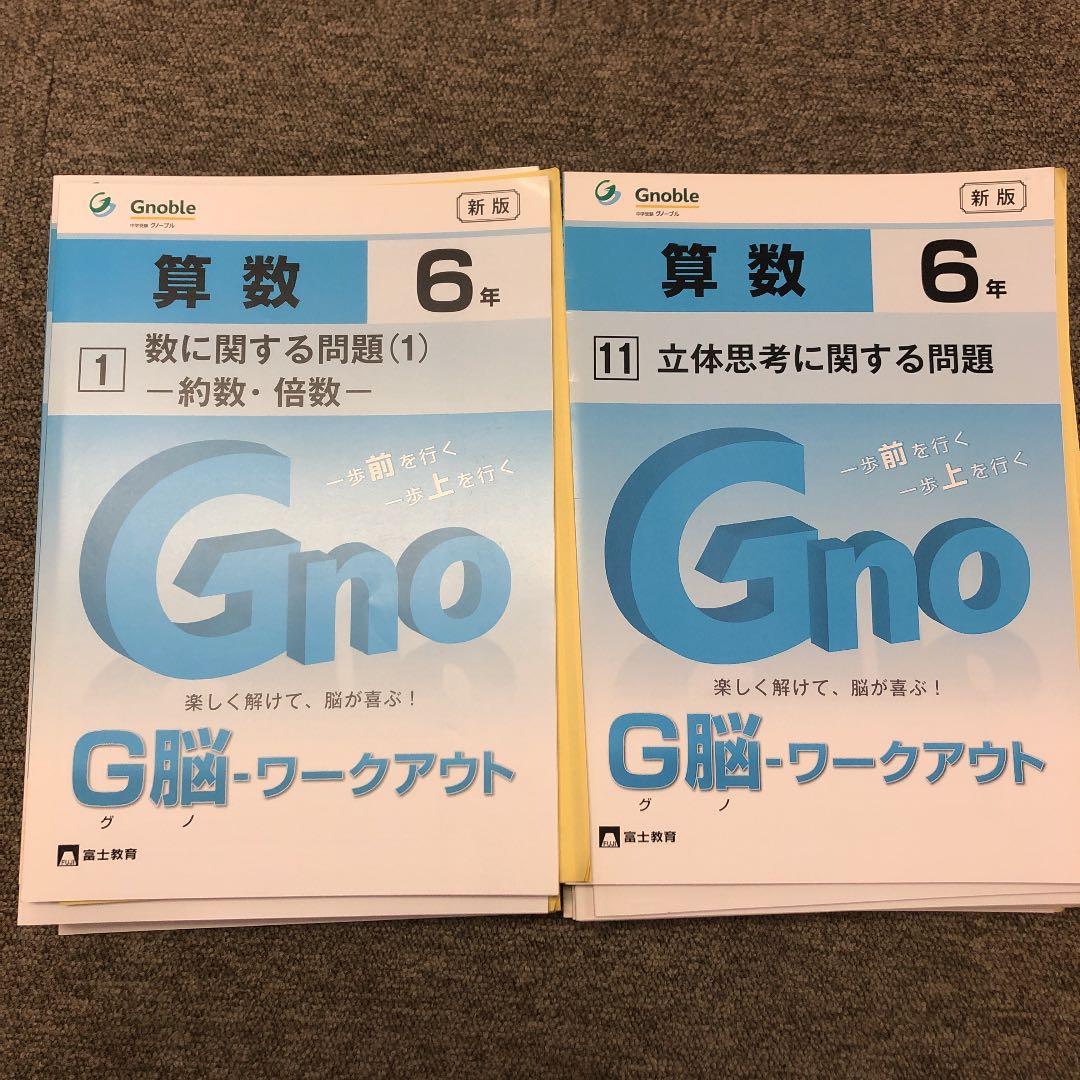 Gnoble
中学受験 グノーブル
新版
算数
6年
1
数に関する問題(1)
－約数・倍数－
一歩前を行く
一歩上を行く
Gno
楽しく解けて、脳が喜ぶ！
G脳-ワークアウト
グ ノ
FUJI 富士教育
Gnoble
中学受験 グノーブル
新版
算数
6年
11 立体思考に関する問題
一歩前を行く
一歩上を行く
Gno
楽しく解けて、脳が喜ぶ！
G脳-ワークアウト
グ ノ
FUJI 富士教育